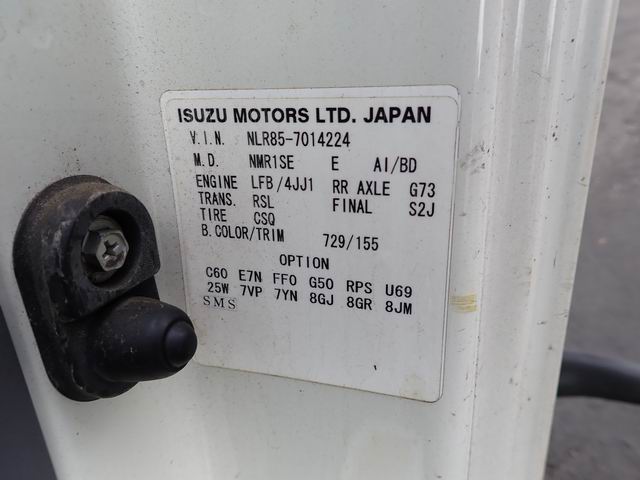 ISUZU MOTORS LTD. JAPAN
V.I.N. NLR85-7014224
M.D. NMR1SE E AI/BD
ENGINE LFB/4JJ1 RR AXLE G73
TRANS. RSL FINAL S2J
TIRE CSQ
B.COLOR/TRIM 729/155
OPTION
C60 E7N FF0 G50 RPS U69
25W 7VP 7YN 8GJ 8GR 8JM
SMS